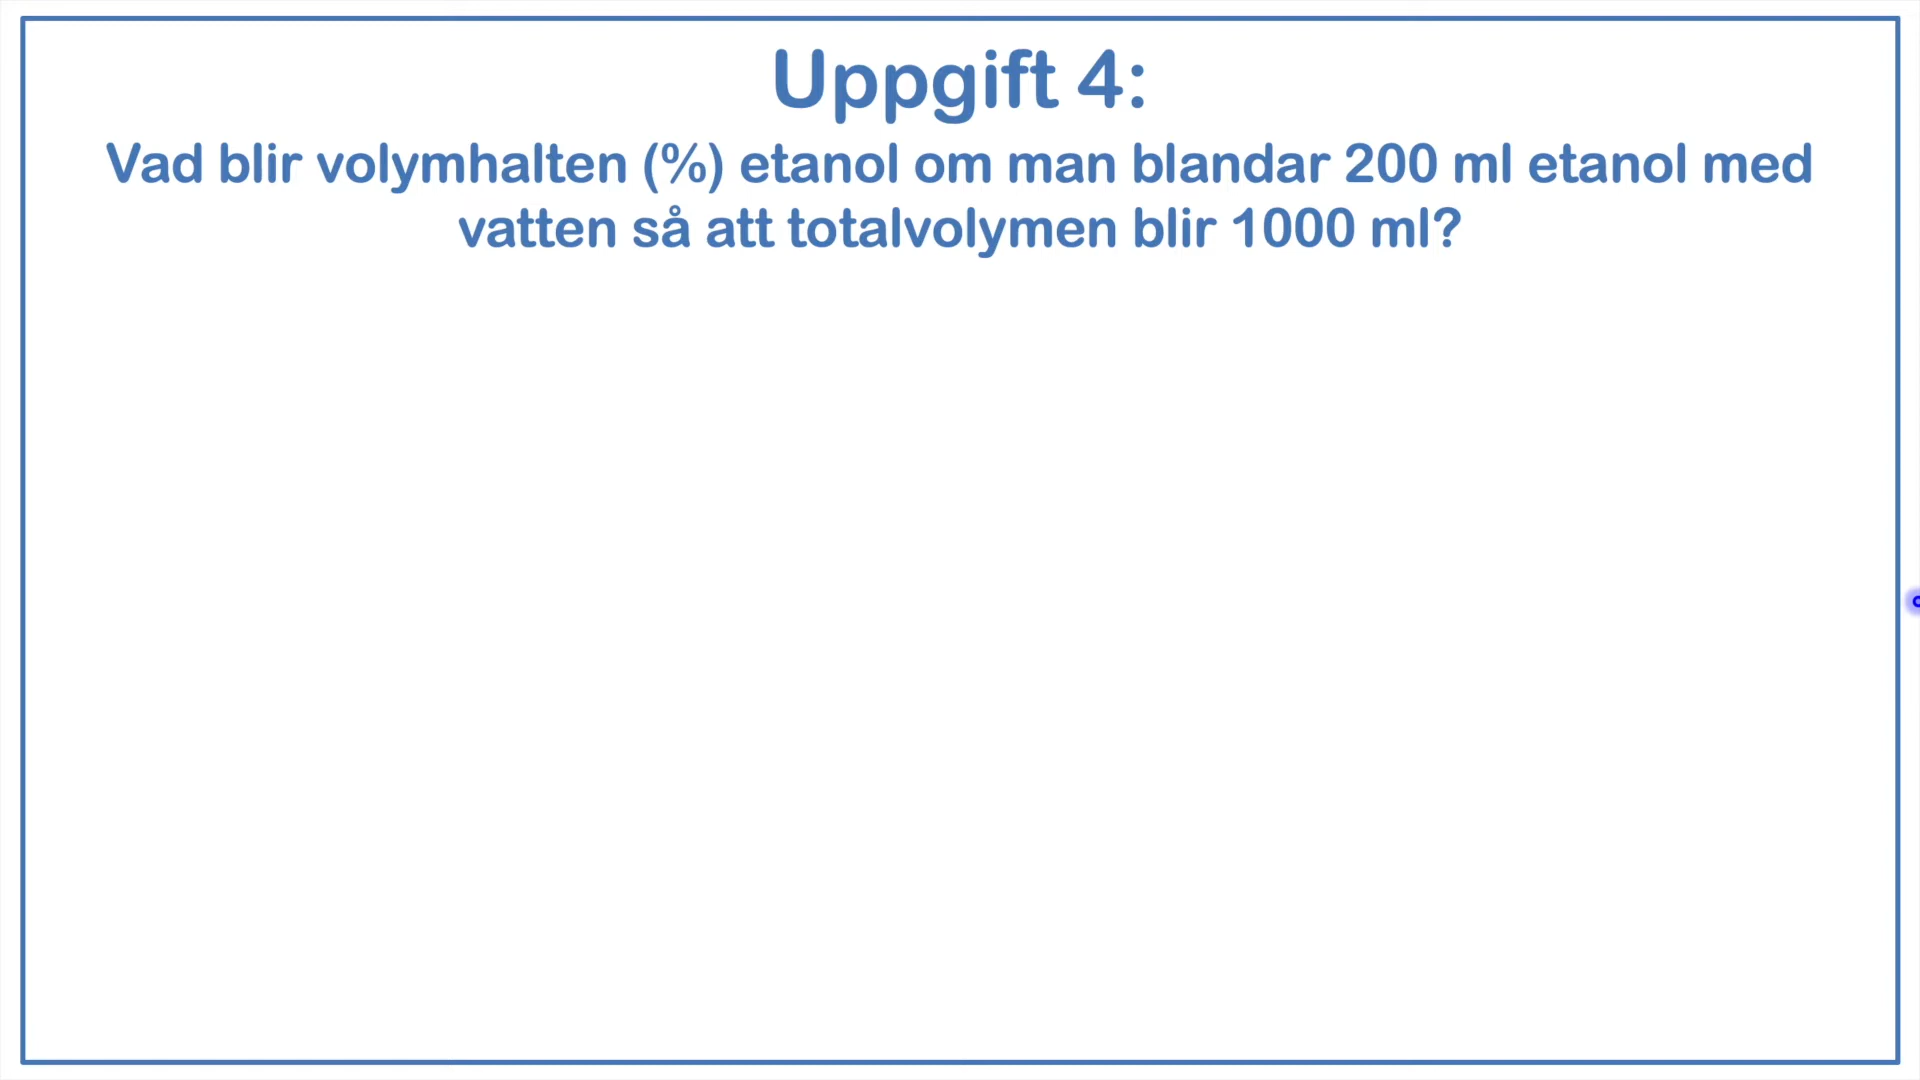 Uppgift 4:
Vad blir volymhalten (%) etanol om man blandar 200 ml etanol med
vatten så att totalvolymen blir 1000 ml?